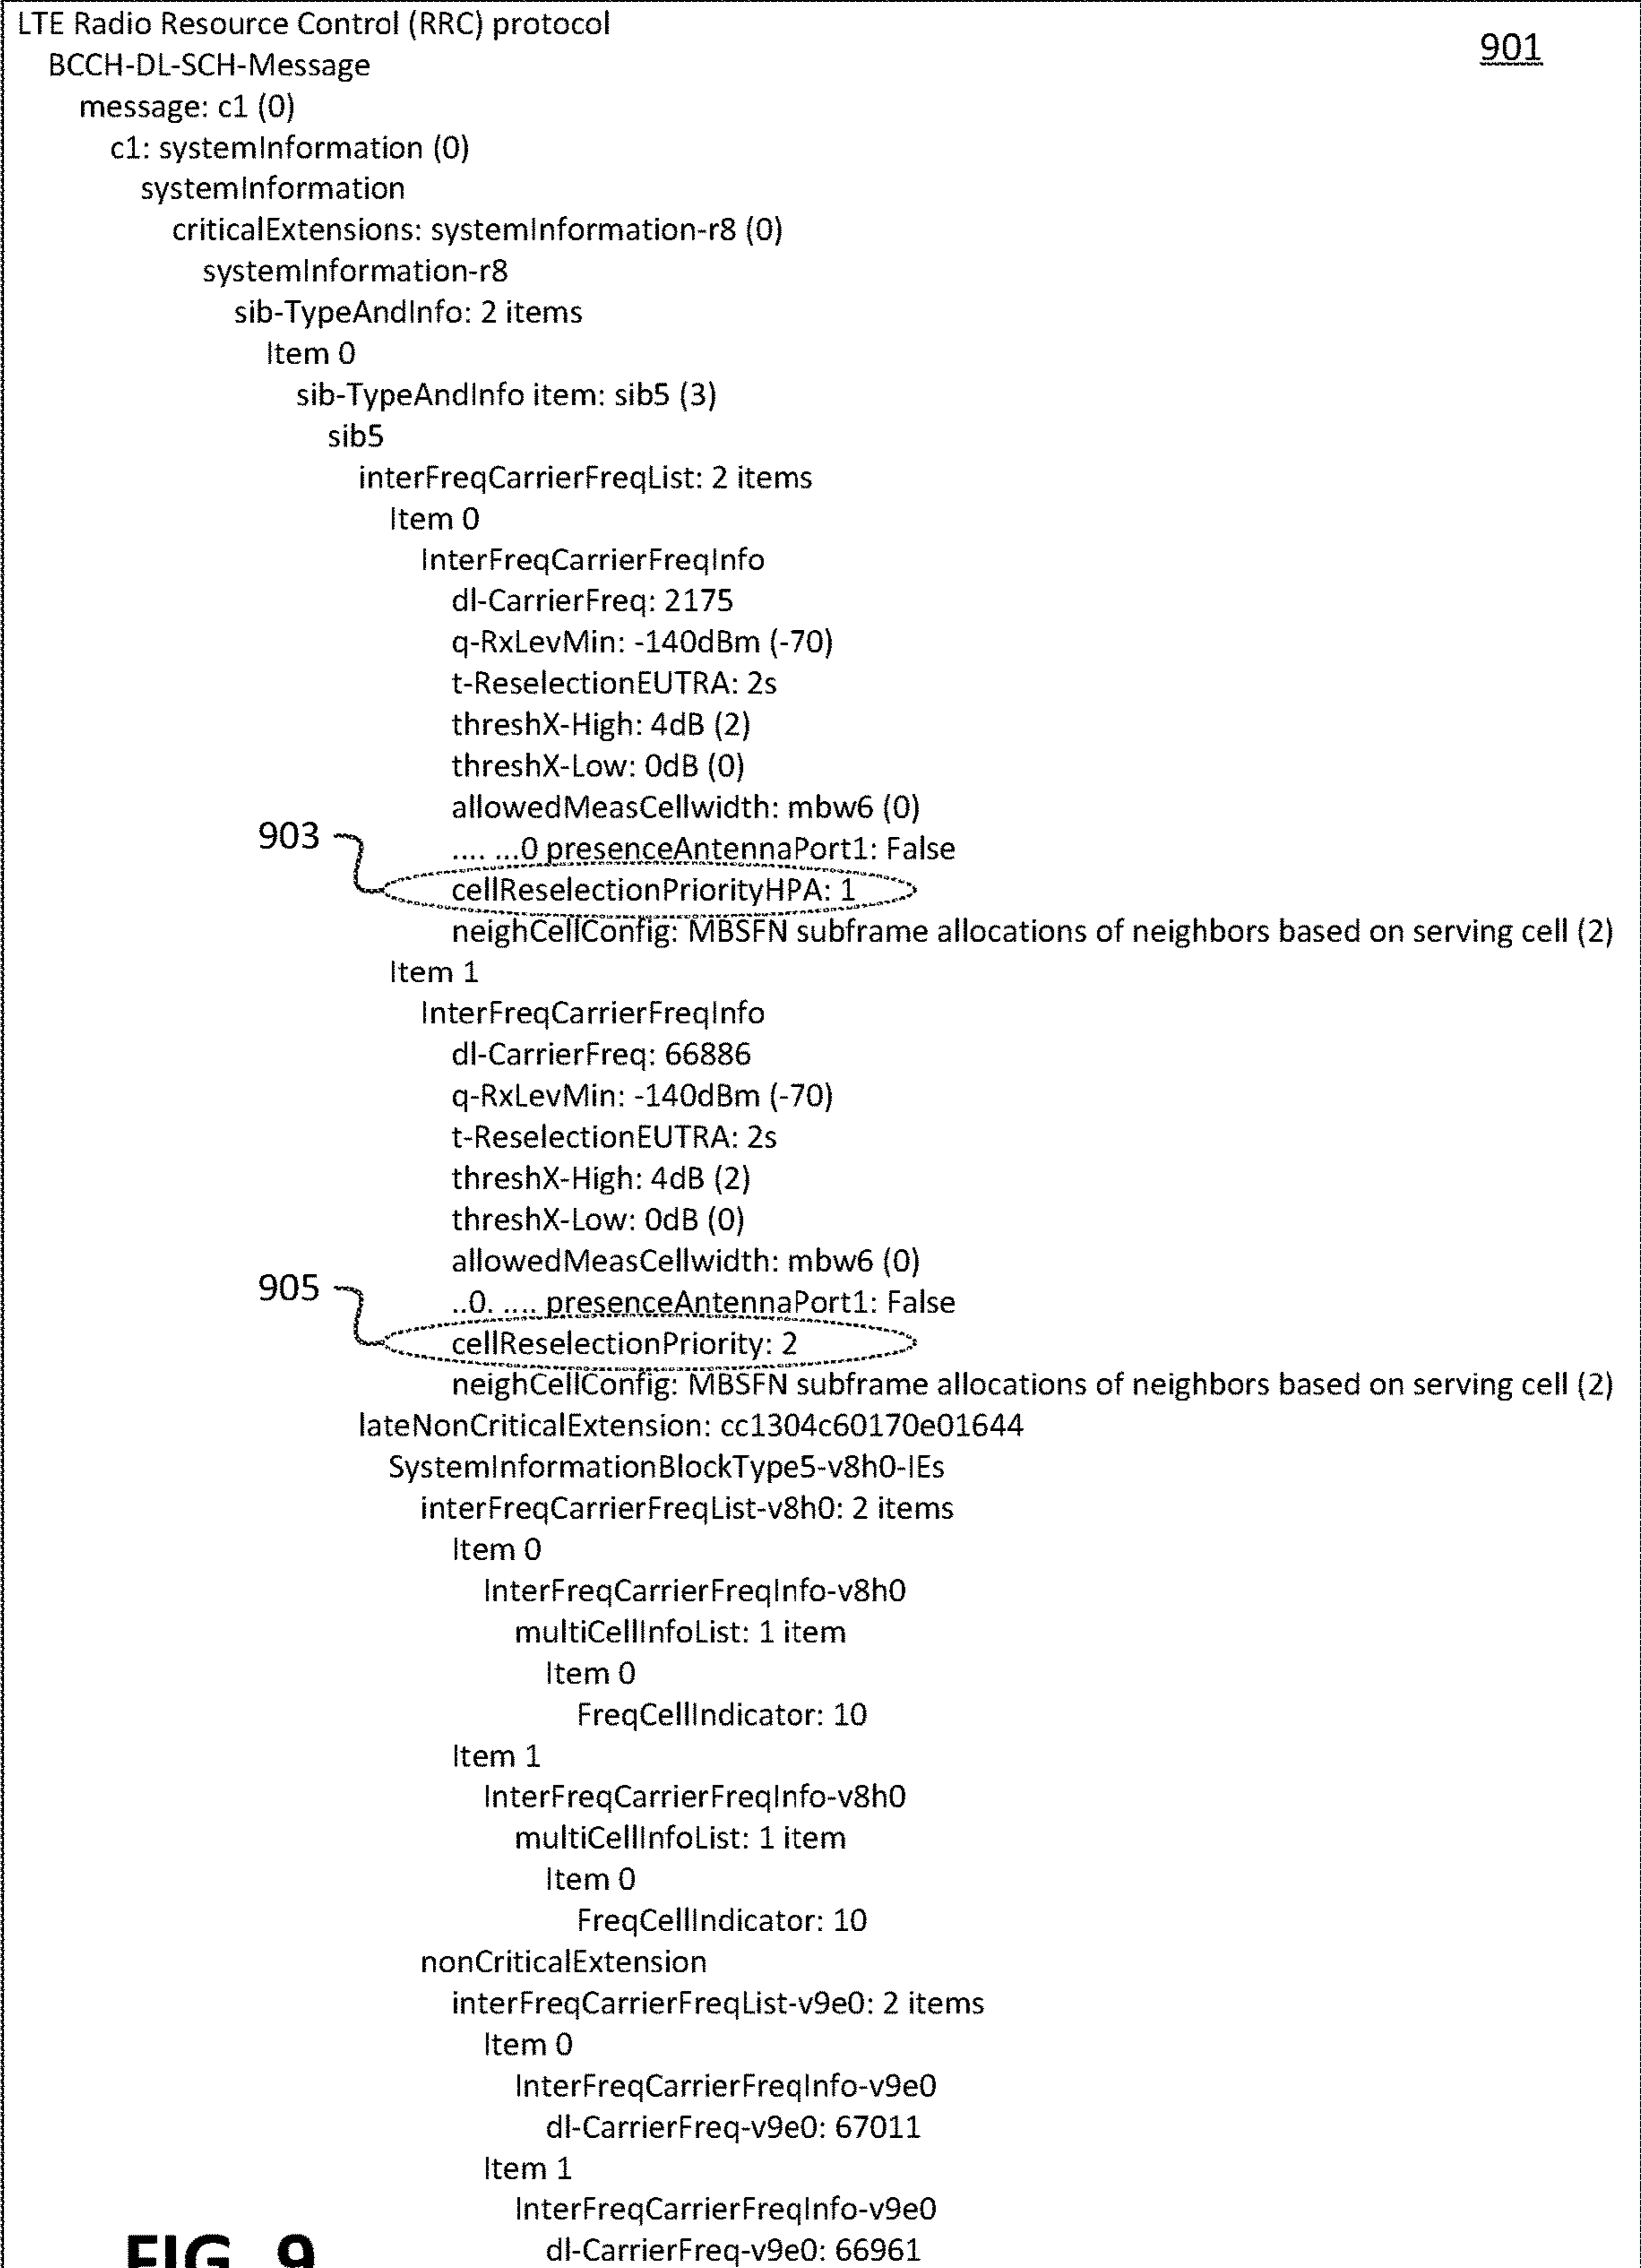 LTE Radio Resource Control (RRC) protocol
901
BCCH-DL-SCH-Message
message: c1 (0)
c1: systemInformation (0)
systemInformation
criticalExtensions: systemInformation-r8 (0)
systemInformation-r8
sib-TypeAndInfo: 2 items
Item 0
sib-TypeAndInfo item: sib5 (3)
sib5
interFreqCarrierFreqList: 2 items
Item 0
InterFreqCarrierFreqInfo
dl-CarrierFreq: 2175
q-RxLevMin: -140dBm (-70)
t-ReselectionEUTRA: 2s
threshX-High: 4dB (2)
threshX-Low: 0dB (0)
allowedMeasCellwidth: mbw6 (0)
903
.... ...0 presenceAntennaPort1: False
cellReselectionPriorityHPA: 1
neighCellConfig: MBSFN subframe allocations of neighbors based on serving cell (2)
Item 1
InterFreqCarrierFreqInfo
dl-CarrierFreq: 66886
q-RxLevMin: -140dBm (-70)
t-ReselectionEUTRA: 2s
threshX-High: 4dB (2)
threshX-Low: 0dB (0)
allowedMeasCellwidth: mbw6 (0)
905
..0. .... presenceAntennaPort1: False
cellReselectionPriority: 2
neighCellConfig: MBSFN subframe allocations of neighbors based on serving cell (2)
lateNonCriticalExtension: cc1304c60170e01644
SystemInformationBlockType5-v8h0-IEs
interFreqCarrierFreqList-v8h0: 2 items
Item 0
InterFreqCarrierFreqInfo-v8h0
multiCellInfoList: 1 item
Item 0
FreqCellIndicator: 10
Item 1
InterFreqCarrierFreqInfo-v8h0
multiCellInfoList: 1 item
Item 0
FreqCellIndicator: 10
nonCriticalExtension
interFreqCarrierFreqList-v9e0: 2 items
Item 0
InterFreqCarrierFreqInfo-v9e0
dl-CarrierFreq-v9e0: 67011
Item 1
InterFreqCarrierFreqInfo-v9e0
dl-CarrierFreq-v9e0: 66961
FIG. 9